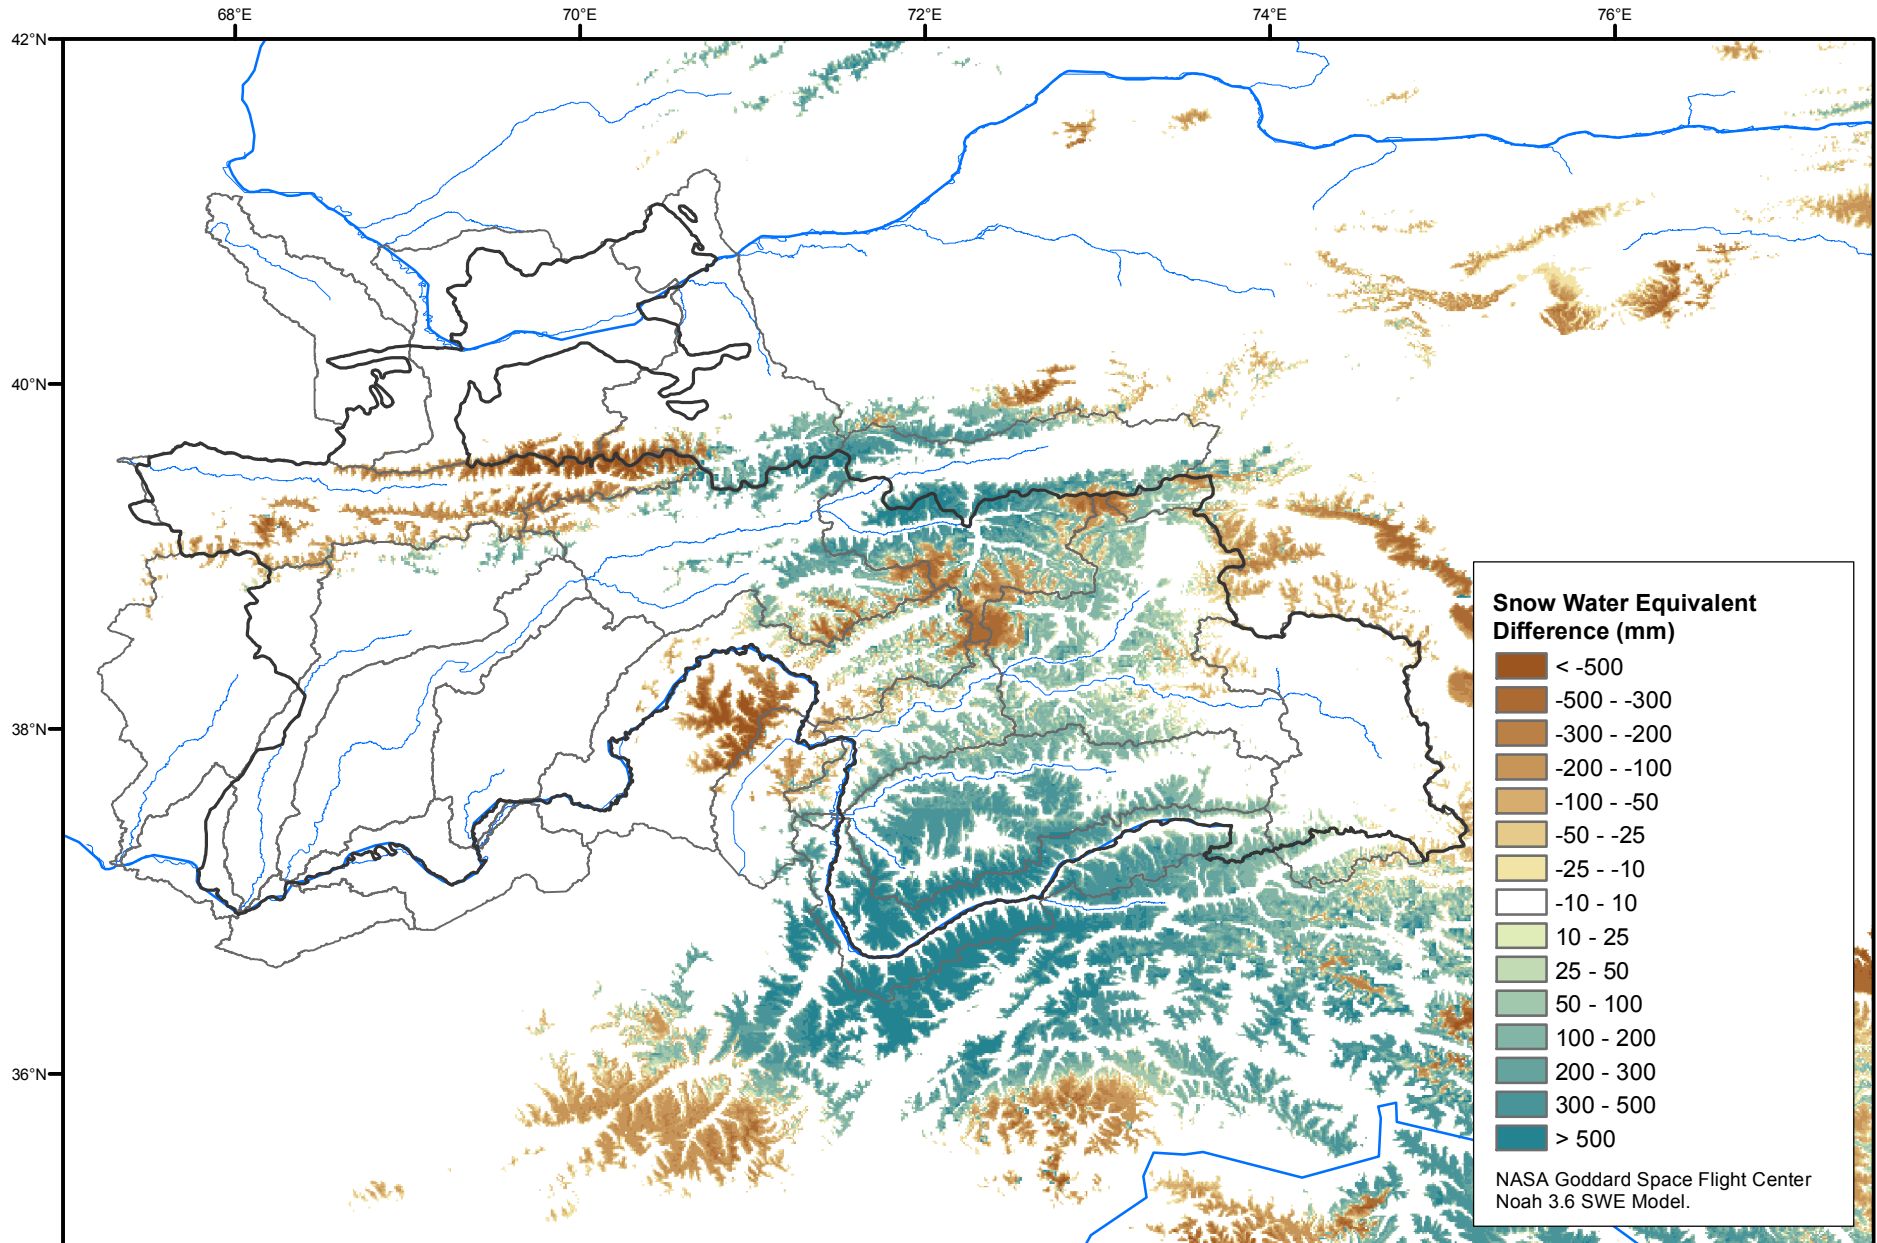 68°E
70°E
72°E
74°E
76°E
42°N
40°N
38°N
36°N
Snow Water Equivalent
Difference (mm)
< -500
-500 - -300
-300 - -200
-200 - -100
-100 - -50
-50 - -25
-25 - -10
-10 - 10
10 - 25
25 - 50
50 - 100
100 - 200
200 - 300
300 - 500
> 500
NASA Goddard Space Flight Center
Noah 3.6 SWE Model.